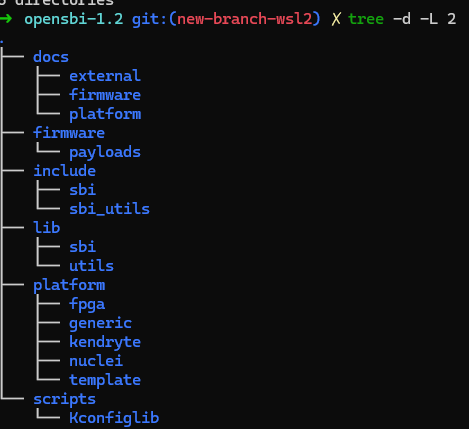 0 directories
→ opensbi-1.2 git:(new-branch-wsl2) ✗ tree -d -L 2
.
├── docs
│   ├── external
│   ├── firmware
│   └── platform
├── firmware
│   └── payloads
├── include
│   ├── sbi
│   └── sbi_utils
├── lib
│   ├── sbi
│   └── utils
├── platform
│   ├── fpga
│   ├── generic
│   ├── kendryte
│   ├── nuclei
│   └── template
└── scripts
    └── Kconfiglib